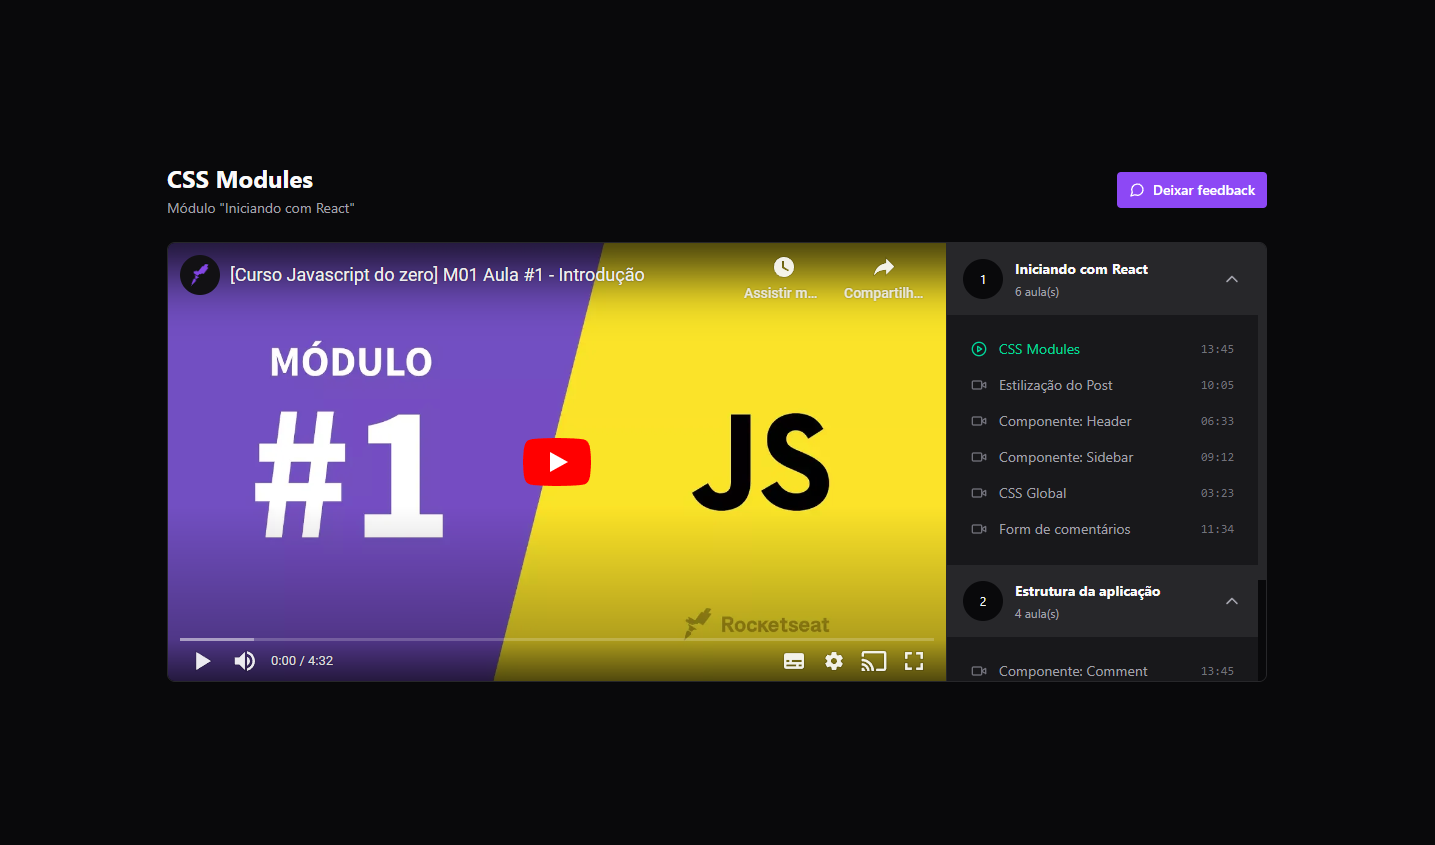 CSS Modules
Módulo "Iniciando com React"
Deixar feedback
[Curso Javascript do zero] M01 Aula #1 - Introdução
Assistir m...
Compartilh...
MÓDULO
#1
JS
Rocketseat
0:00 / 4:32
1
Iniciando com React
6 aula(s)
CSS Modules 13:45
Estilização do Post 10:05
Componente: Header 06:33
Componente: Sidebar 09:12
CSS Global 03:23
Form de comentários 11:34
2
Estrutura da aplicação
4 aula(s)
Componente: Comment 13:45